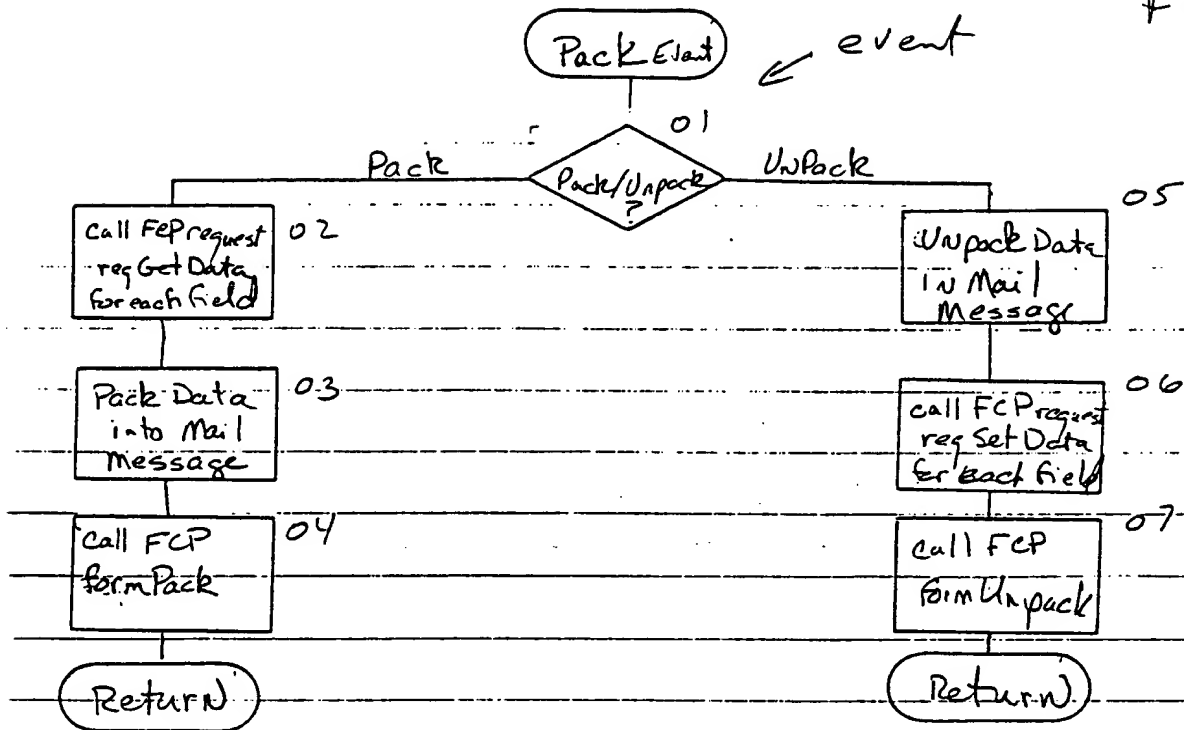 Pack Event
event
01
Pack
Pack/Unpack
?
UnPack
call FCP request
req Get Data
for each field
02
Pack Data
into Mail
Message
03
call FCP
formPack
04
Return
05
Unpack Data
in Mail
Message
06
call FCP request
req Set Data
for each field
07
call FCP
formUnpack
Return